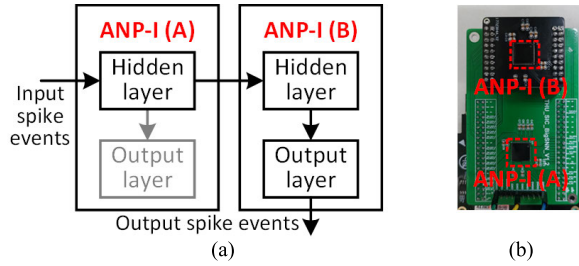 ANP-I (A)
ANP-I (B)
Input spike events
Hidden layer
Hidden layer
Output layer
Output layer
Output spike events
(a)
ANP-I (B)
ANP-I (A)
(b)